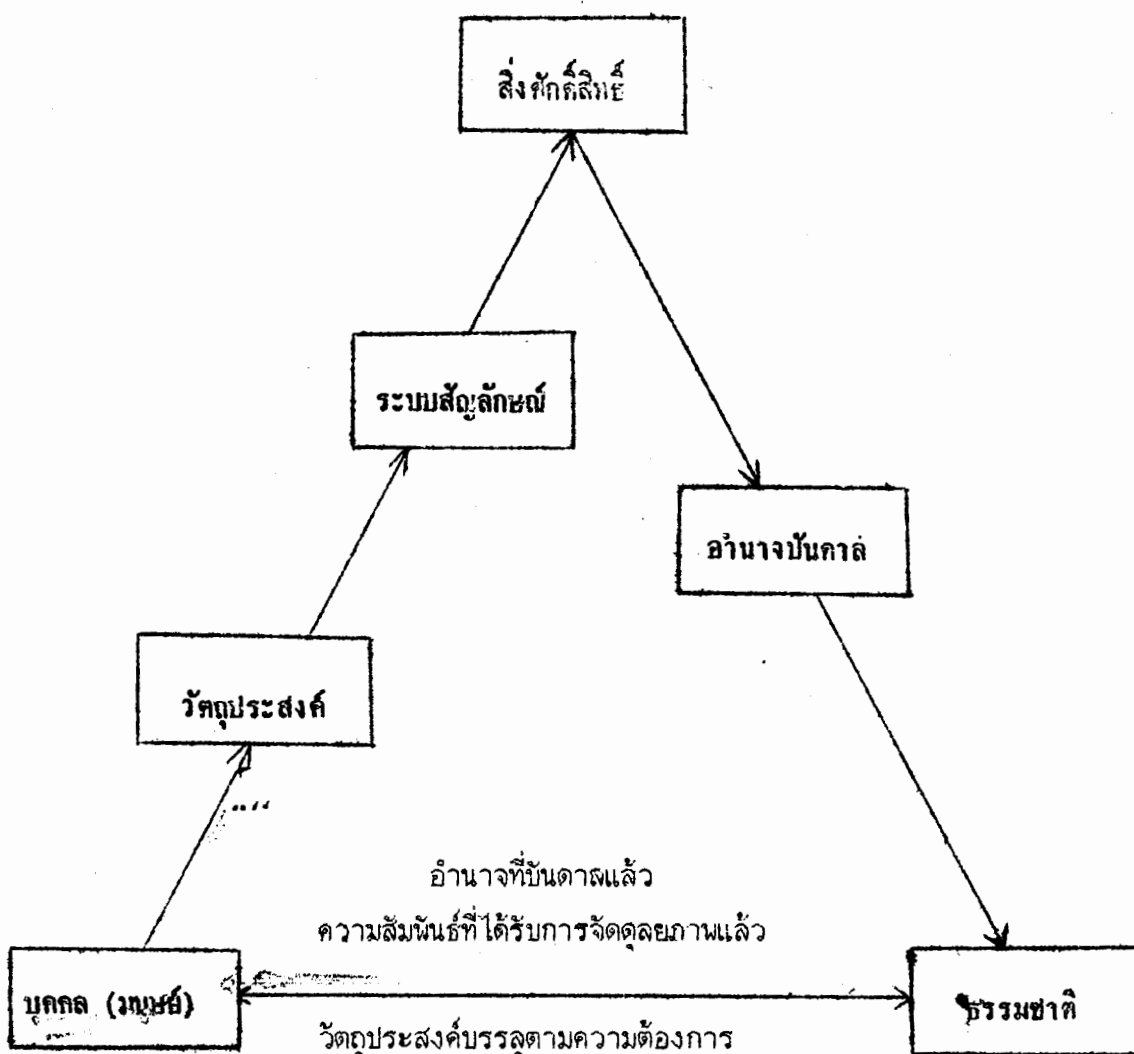 สิ่งศักดิ์สิทธิ์
ระบบสัญลักษณ์
อำนาจบันดาล
วัตถุประสงค์
อำนาจที่บันดาลแล้ว
ความสัมพันธ์ที่ได้รับการจัดดุลยภาพแล้ว
บุคคล (มนุษย์)
ธรรมชาติ
วัตถุประสงค์บรรลุตามความต้องการ